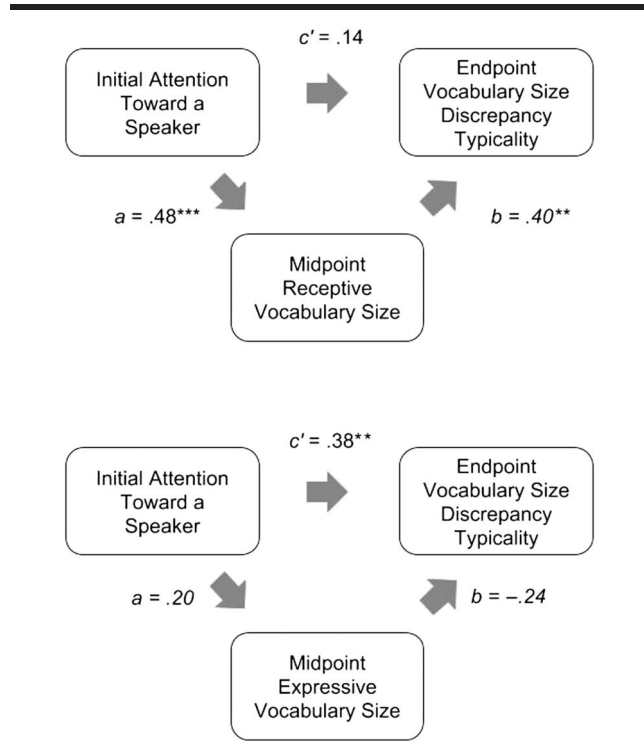 c' = .14
Initial Attention
Toward a
Speaker
Endpoint
Vocabulary Size
Discrepancy
Typicality
a = .48***
b = .40**
Midpoint
Receptive
Vocabulary Size
c' = .38**
Initial Attention
Toward a
Speaker
Endpoint
Vocabulary Size
Discrepancy
Typicality
a = .20
b = –.24
Midpoint
Expressive
Vocabulary Size